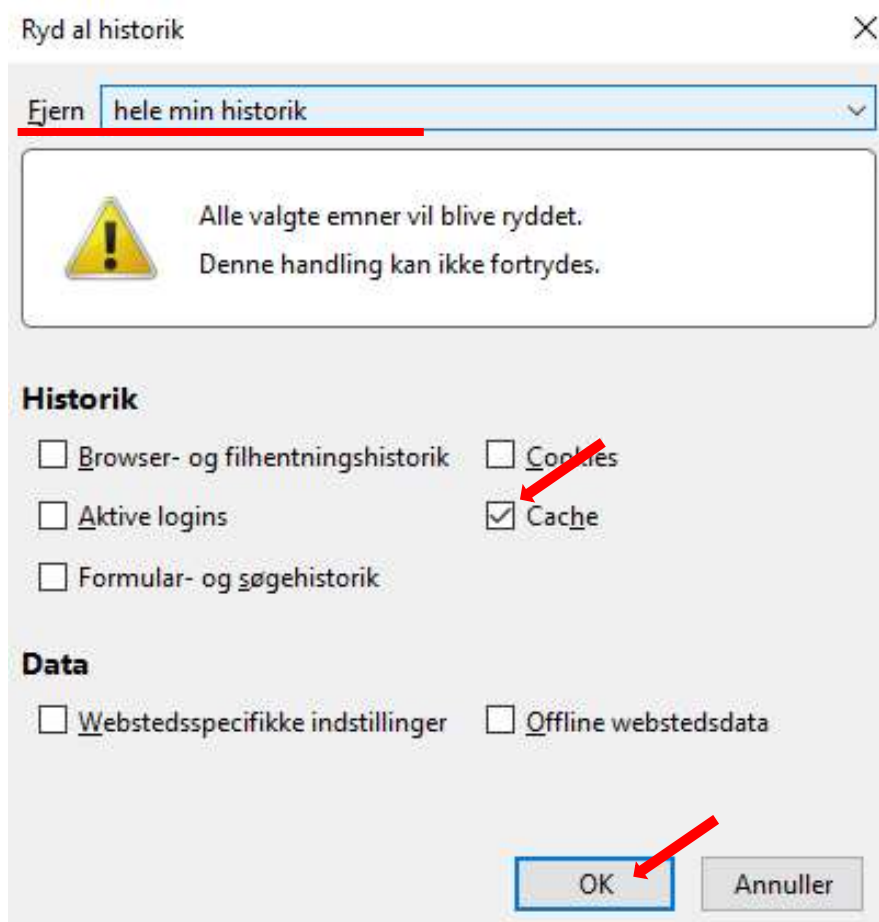 Ryd al historik
Fjern hele min historik
Alle valgte emner vil blive ryddet.
Denne handling kan ikke fortrydes.
Historik
Browser- og filhentningshistorik Cookies
Aktive logins Cache
Formular- og søgehistorik
Data
Webstedsspecifikke indstillinger Offline webstedsdata
OK Annuller